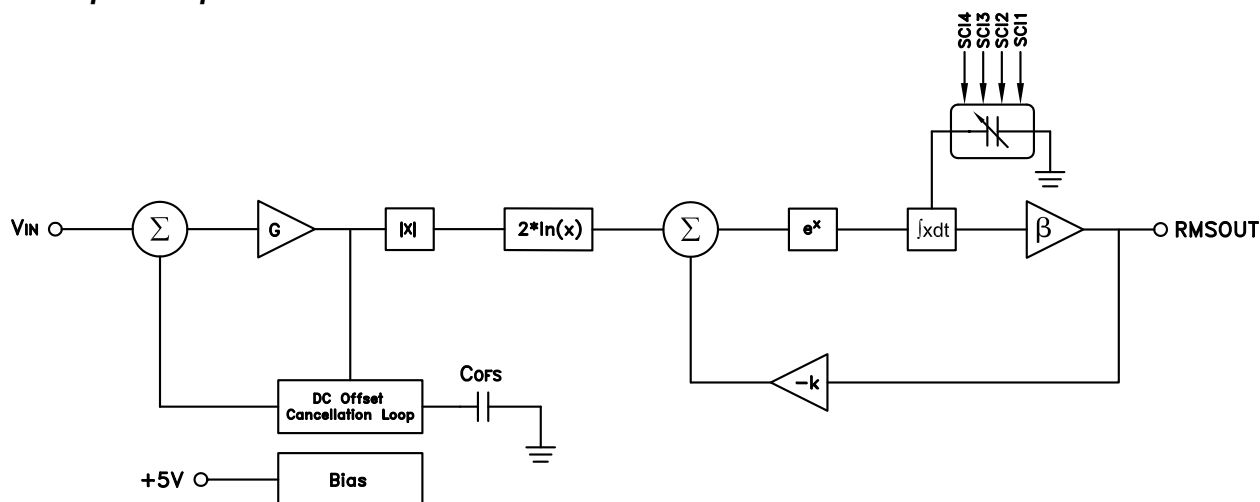 SCI4
SCI3
SCI2
SCI1
VIN
Σ
G
|X|
2*ln(x)
Σ
e^x
∫xdt
β
RMSOUT
-k
DC Offset
Cancellation Loop
COFS
+5V
Bias